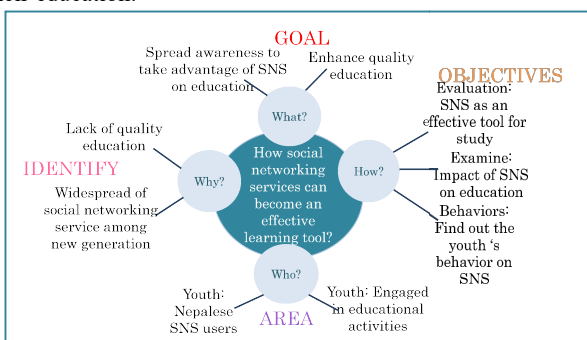 GOAL
Spread awareness to
take advantage of SNS
on education
Enhance quality
education
What?
OBJECTIVES
Evaluation:
SNS as an
effective tool for
study
Examine:
Impact of SNS
on education
Behaviors:
Find out the
youth ‘s
behavior on
SNS
How?
Lack of quality
education
IDENTIFY
Widespread of
social networking
service among
new generation
Why?
How social
networking
services can
become an
effective
learning tool?
Who?
Youth:
Nepalese
SNS users
AREA
Youth: Engaged
in educational
activities